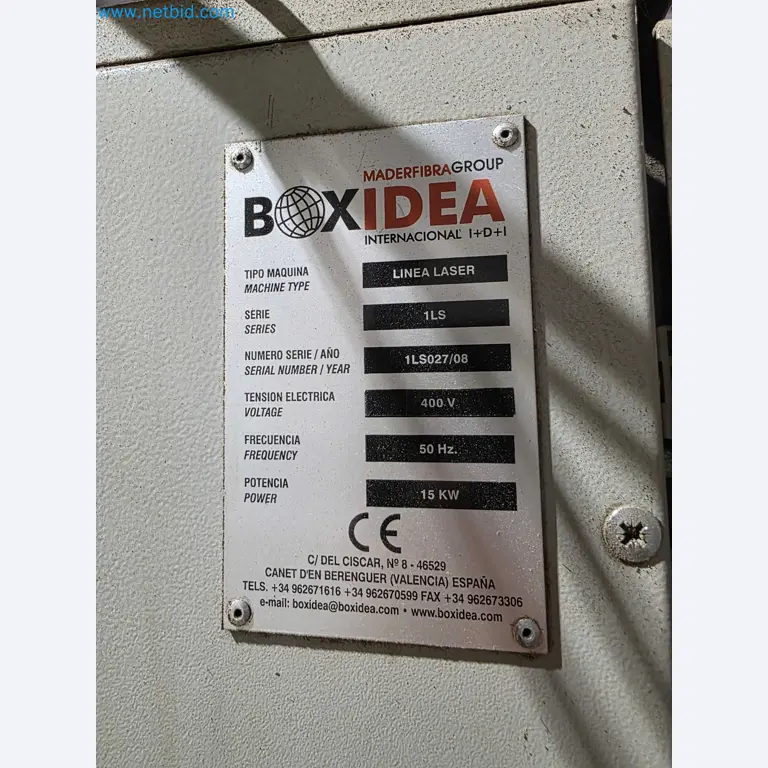 www.netbid.com
MADERFIBRAGROUP
BOXIDEA
INTERNACIONAL I+D+I
TIPO MAQUINA
MACHINE TYPE
LINEA LASER
SERIE
SERIES
1LS
NUMERO SERIE / AÑO
SERIAL NUMBER / YEAR
1LS027/08
TENSION ELECTRICA
VOLTAGE
400 V
FRECUENCIA
FREQUENCY
50 Hz.
POTENCIA
POWER
15 KW
CE
C/ DEL CISCAR, Nº 8 - 46529
CANET D'EN BERENGUER (VALENCIA) ESPAÑA
TELS. +34 962671616 +34 962670599 FAX +34 962673306
e-mail: boxidea@boxidea.com • www.boxidea.com